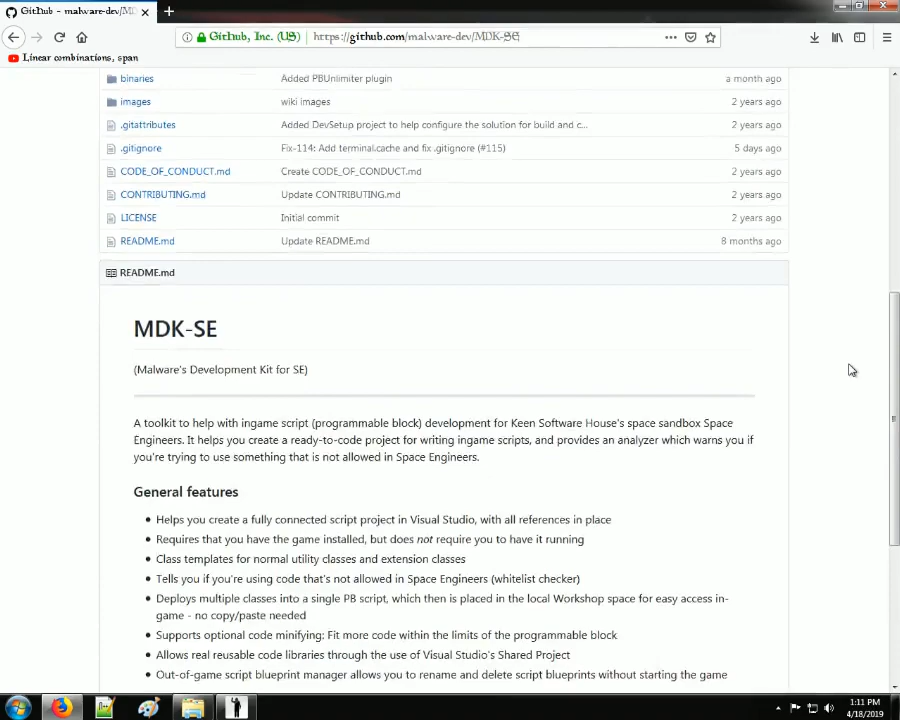 GitHub - malware-dev/MD
GitHub, Inc. (US)
https://github.com/malware-dev/MDK-SE
Linear combinations, span
binaries Added PBUnlimiter plugin a month ago
images wiki images 2 years ago
.gitattributes Added DevSetup project to help configure the solution for build and c... 2 years ago
.gitignore Fix-114: Add terminal.cache and fix .gitignore (#115) 5 days ago
CODE_OF_CONDUCT.md Create CODE_OF_CONDUCT.md 2 years ago
CONTRIBUTING.md Update CONTRIBUTING.md 2 years ago
LICENSE Initial commit 2 years ago
README.md Update README.md 8 months ago
README.md
MDK-SE
(Malware's Development Kit for SE)
A toolkit to help with ingame script (programmable block) development for Keen Software House's space sandbox Space
Engineers. It helps you create a ready-to-code project for writing ingame scripts, and provides an analyzer which warns you if
you're trying to use something that is not allowed in Space Engineers.
General features
• Helps you create a fully connected script project in Visual Studio, with all references in place
• Requires that you have the game installed, but does not require you to have it running
• Class templates for normal utility classes and extension classes
• Tells you if you're using code that's not allowed in Space Engineers (whitelist checker)
• Deploys multiple classes into a single PB script, which then is placed in the local Workshop space for easy access in-
game - no copy/paste needed
• Supports optional code minifying: Fit more code within the limits of the programmable block
• Allows real reusable code libraries through the use of Visual Studio's Shared Project
• Out-of-game script blueprint manager allows you to rename and delete script blueprints without starting the game
1:11 PM
4/18/2019